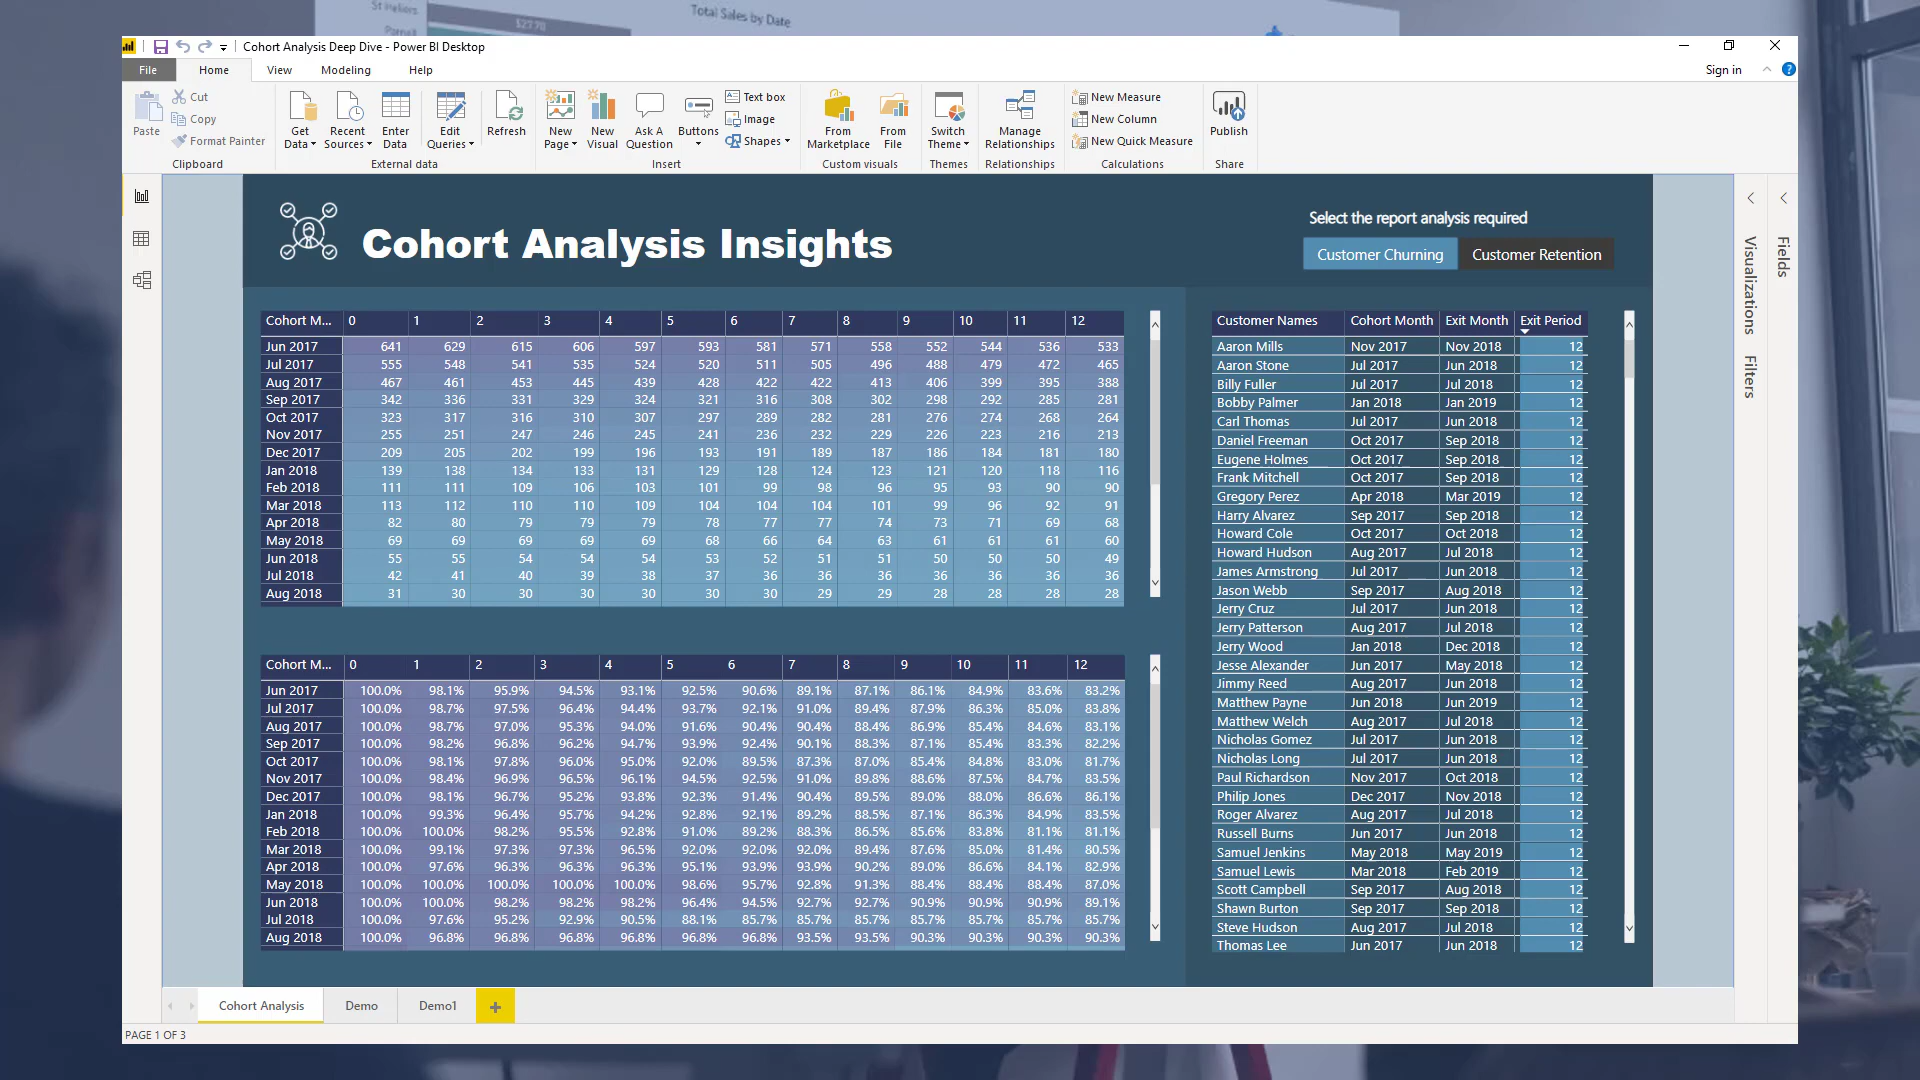 St Heliers
$27.70
Total Sales by Date
Cohort Analysis Deep Dive - Power BI Desktop
File Home View Modeling Help Sign in
Paste Cut Copy Format Painter Clipboard
Get Data Recent Sources Enter Data Edit Queries Refresh External data
New Page New Visual Ask A Question Buttons Text box Image Shapes Insert
From Marketplace From File Custom visuals
Switch Theme Themes
Manage Relationships Relationships
New Measure New Column New Quick Measure Calculations
Publish Share
Cohort Analysis Insights
Select the report analysis required
Customer Churning Customer Retention
Cohort M... 0 1 2 3 4 5 6 7 8 9 10 11 12
Jun 2017 641 629 615 606 597 593 581 571 558 552 544 536 533
Jul 2017 555 548 541 535 524 520 511 505 496 488 479 472 465
Aug 2017 467 461 453 445 439 428 422 422 413 406 399 395 388
Sep 2017 342 336 331 329 324 321 316 308 302 298 292 285 281
Oct 2017 323 317 316 310 307 297 289 282 281 276 274 268 264
Nov 2017 255 251 247 246 245 241 236 232 229 226 223 216 213
Dec 2017 209 205 202 199 196 193 191 189 187 186 184 181 180
Jan 2018 139 138 134 133 131 129 128 124 123 121 120 118 116
Feb 2018 111 111 109 106 103 101 99 98 96 95 93 90 90
Mar 2018 113 112 110 110 109 104 104 104 101 99 96 92 91
Apr 2018 82 80 79 79 79 78 77 77 74 73 71 69 68
May 2018 69 69 69 69 69 68 66 64 63 61 61 61 60
Jun 2018 55 55 54 54 54 53 52 51 51 50 50 50 49
Jul 2018 42 41 40 39 38 37 36 36 36 36 36 36 36
Aug 2018 31 30 30 30 30 30 30 29 29 28 28 28 28
Cohort M... 0 1 2 3 4 5 6 7 8 9 10 11 12
Jun 2017 100.0% 98.1% 95.9% 94.5% 93.1% 92.5% 90.6% 89.1% 87.1% 86.1% 84.9% 83.6% 83.2%
Jul 2017 100.0% 98.7% 97.5% 96.4% 94.4% 93.7% 92.1% 91.0% 89.4% 87.9% 86.3% 85.0% 83.8%
Aug 2017 100.0% 98.7% 97.0% 95.3% 94.0% 91.6% 90.4% 90.4% 88.4% 86.9% 85.4% 84.6% 83.1%
Sep 2017 100.0% 98.2% 96.8% 96.2% 94.7% 93.9% 92.4% 90.1% 88.3% 87.1% 85.4% 83.3% 82.2%
Oct 2017 100.0% 98.1% 97.8% 96.0% 95.0% 92.0% 89.5% 87.3% 87.0% 85.4% 84.8% 83.0% 81.7%
Nov 2017 100.0% 98.4% 96.9% 96.5% 96.1% 94.5% 92.5% 91.0% 89.8% 88.6% 87.5% 84.7% 83.5%
Dec 2017 100.0% 98.1% 96.7% 95.2% 93.8% 92.3% 91.4% 90.4% 89.5% 89.0% 88.0% 86.6% 86.1%
Jan 2018 100.0% 99.3% 96.4% 95.7% 94.2% 92.8% 92.1% 89.2% 88.5% 87.1% 86.3% 84.9% 83.5%
Feb 2018 100.0% 100.0% 98.2% 95.5% 92.8% 91.0% 89.2% 88.3% 86.5% 85.6% 83.8% 81.1% 81.1%
Mar 2018 100.0% 99.1% 97.3% 97.3% 96.5% 92.0% 92.0% 92.0% 89.4% 87.6% 85.0% 81.4% 80.5%
Apr 2018 100.0% 97.6% 96.3% 96.3% 96.3% 95.1% 93.9% 93.9% 90.2% 89.0% 86.6% 84.1% 82.9%
May 2018 100.0% 100.0% 100.0% 100.0% 100.0% 98.6% 95.7% 92.8% 91.3% 88.4% 88.4% 88.4% 87.0%
Jun 2018 100.0% 100.0% 98.2% 98.2% 98.2% 96.4% 94.5% 92.7% 92.7% 90.9% 90.9% 90.9% 89.1%
Jul 2018 100.0% 97.6% 95.2% 92.9% 90.5% 88.1% 85.7% 85.7% 85.7% 85.7% 85.7% 85.7% 85.7%
Aug 2018 100.0% 96.8% 96.8% 96.8% 96.8% 96.8% 96.8% 93.5% 93.5% 90.3% 90.3% 90.3% 90.3%
Customer Names Cohort Month Exit Month Exit Period
Aaron Mills Nov 2017 Nov 2018 12
Aaron Stone Jul 2017 Jun 2018 12
Billy Fuller Jul 2017 Jul 2018 12
Bobby Palmer Jan 2018 Jan 2019 12
Carl Thomas Jul 2017 Jun 2018 12
Daniel Freeman Oct 2017 Sep 2018 12
Eugene Holmes Oct 2017 Sep 2018 12
Frank Mitchell Oct 2017 Sep 2018 12
Gregory Perez Apr 2018 Mar 2019 12
Harry Alvarez Sep 2017 Sep 2018 12
Howard Cole Oct 2017 Oct 2018 12
Howard Hudson Aug 2017 Jul 2018 12
James Armstrong Jul 2017 Jun 2018 12
Jason Webb Sep 2017 Aug 2018 12
Jerry Cruz Jul 2017 Jun 2018 12
Jerry Patterson Aug 2017 Jul 2018 12
Jerry Wood Jan 2018 Dec 2018 12
Jesse Alexander Jun 2017 May 2018 12
Jimmy Reed Aug 2017 Jun 2018 12
Matthew Payne Jun 2018 Jun 2019 12
Matthew Welch Aug 2017 Jul 2018 12
Nicholas Gomez Jul 2017 Jun 2018 12
Nicholas Long Jul 2017 Jun 2018 12
Paul Richardson Nov 2017 Oct 2018 12
Philip Jones Dec 2017 Nov 2018 12
Roger Alvarez Aug 2017 Jul 2018 12
Russell Burns Jun 2017 Jun 2018 12
Samuel Jenkins May 2018 May 2019 12
Samuel Lewis Mar 2018 Feb 2019 12
Scott Campbell Sep 2017 Aug 2018 12
Shawn Burton Sep 2017 Sep 2018 12
Steve Hudson Aug 2017 Jul 2018 12
Thomas Lee Jun 2017 Jun 2018 12
Visualizations
Filters
Fields
Cohort Analysis Demo Demo1
PAGE 1 OF 3